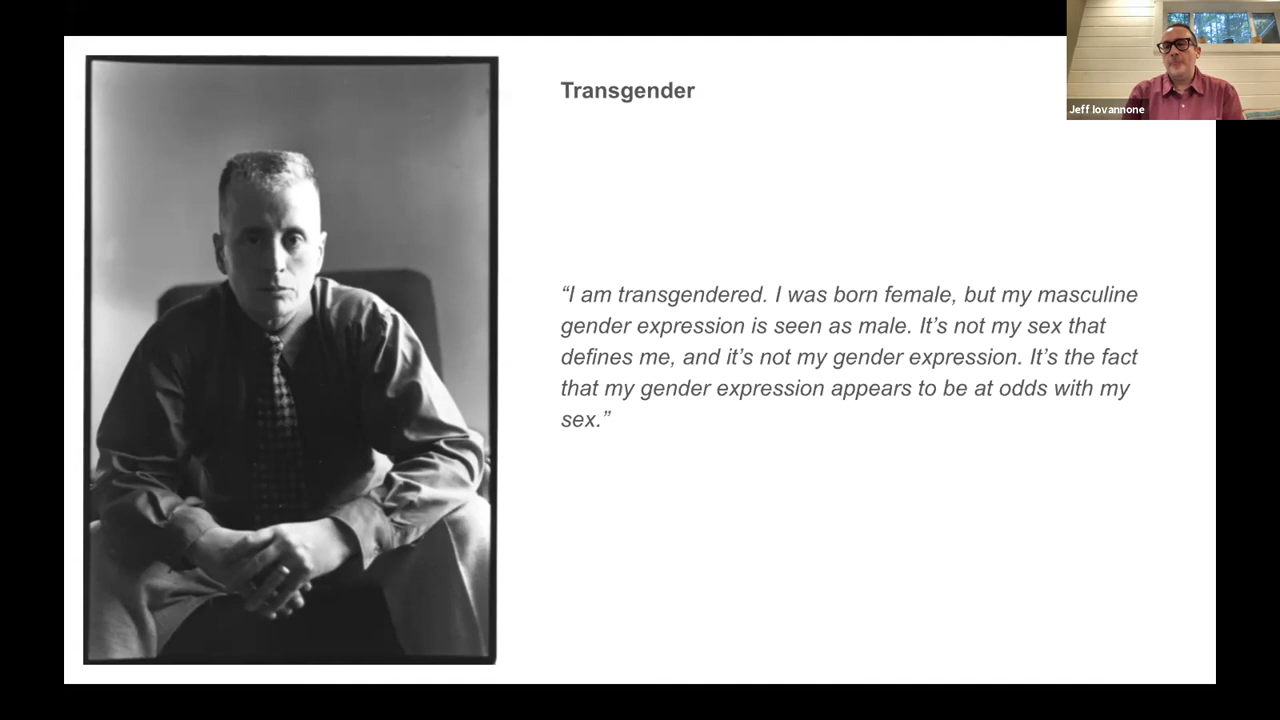 Jeff Iovannone
Transgender
“I am transgendered. I was born female, but my masculine
gender expression is seen as male. It’s not my sex that
defines me, and it’s not my gender expression. It’s the fact
that my gender expression appears to be at odds with my
sex.”